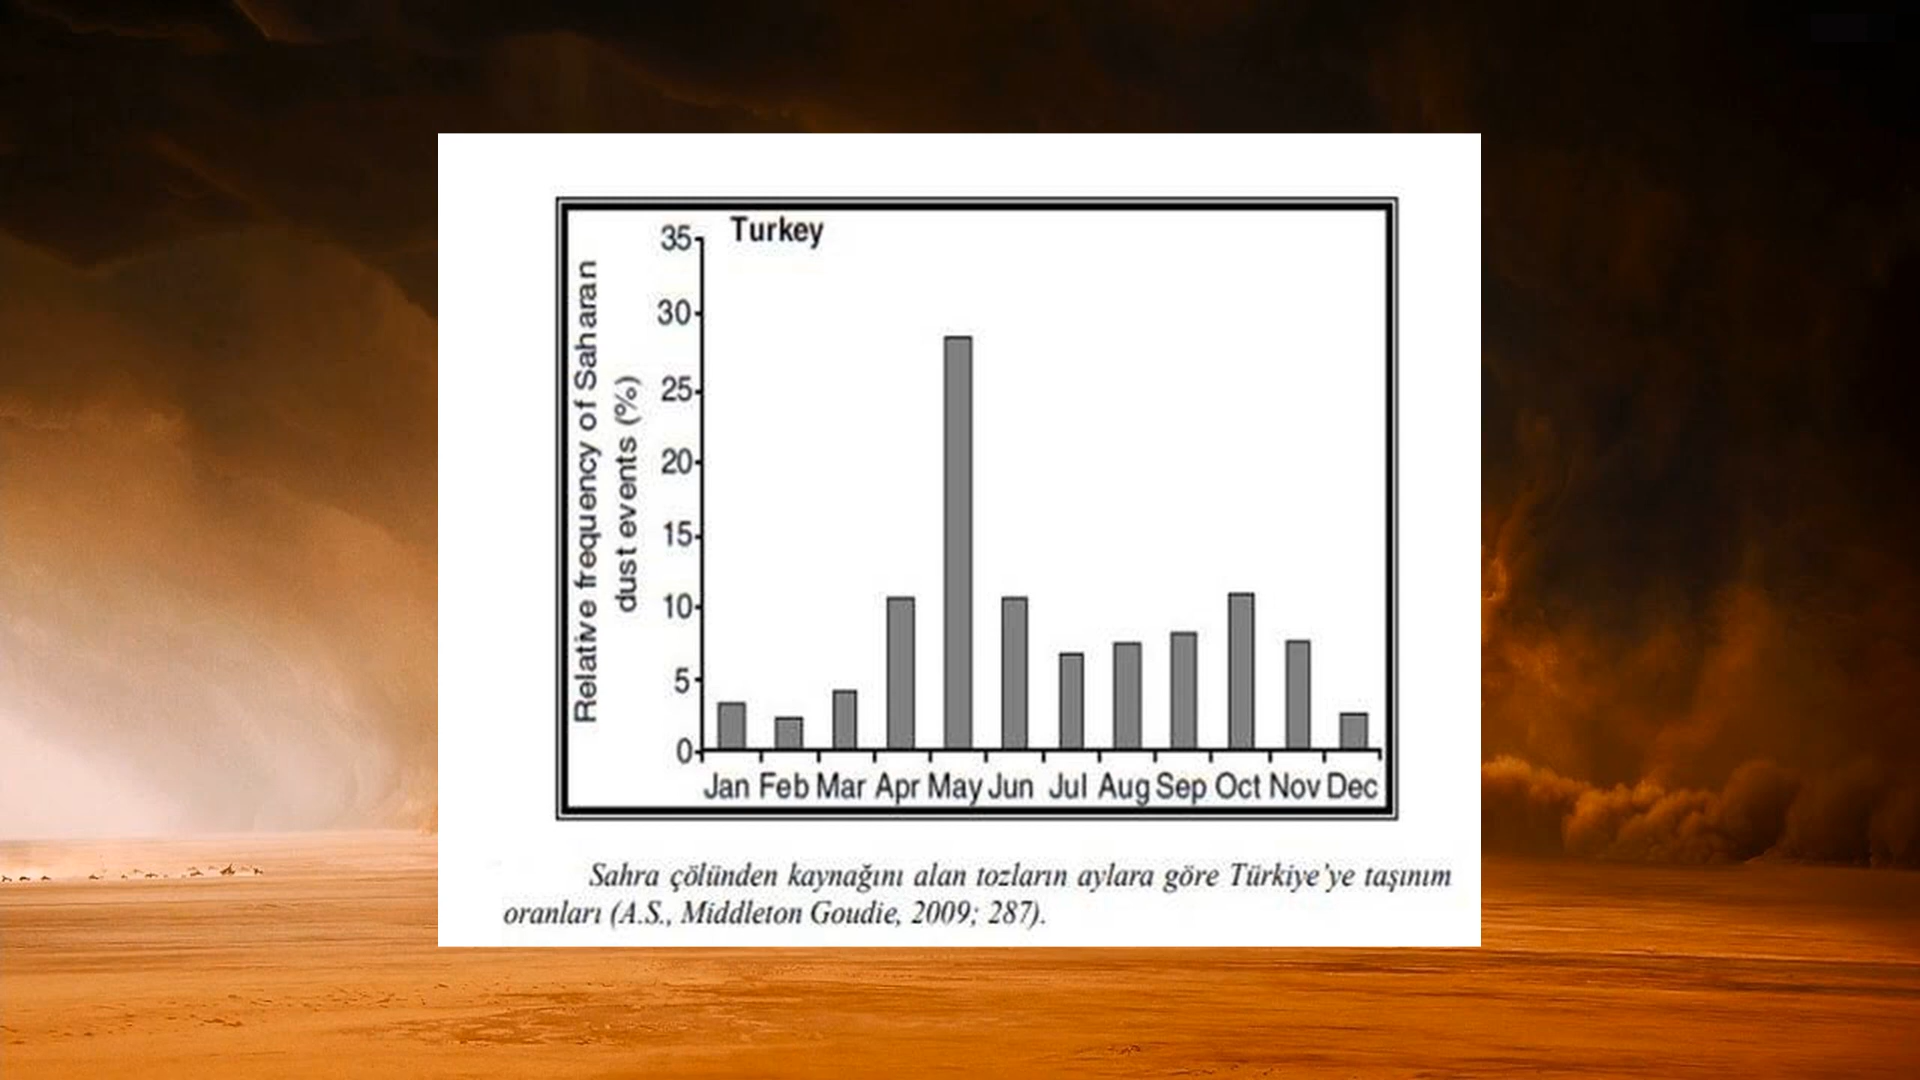 Turkey
Relative frequency of Saharan
dust events (%)
35
30
25
20
15
10
5
0
Jan Feb Mar Apr May Jun Jul Aug Sep Oct Nov Dec
Sahra çölünden kaynağını alan tozların aylara göre Türkiye'ye taşınım
oranları (A.S., Middleton Goudie, 2009; 287).